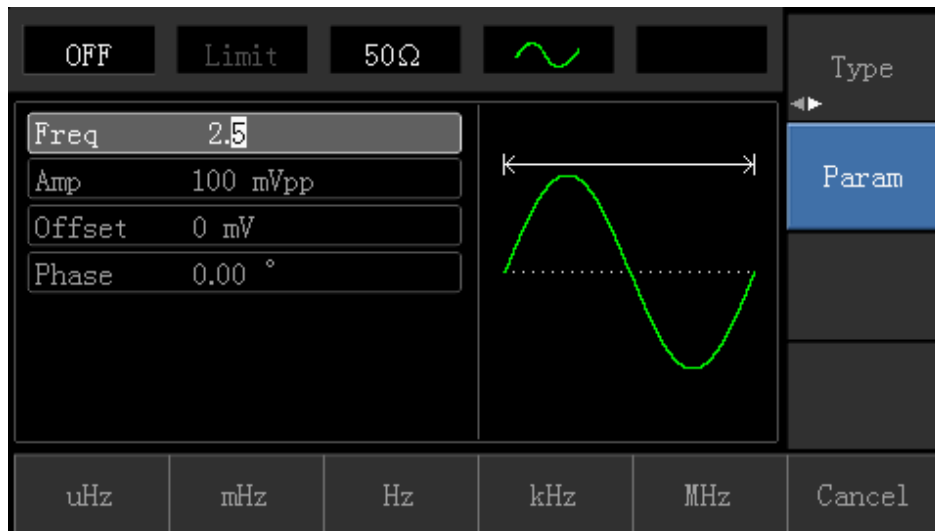 OFF Limit 50Ω
Type
Freq 2.5
Param
Amp 100 mVpp
Offset 0 mV
Phase 0.00 °
uHz mHz Hz kHz MHz Cancel